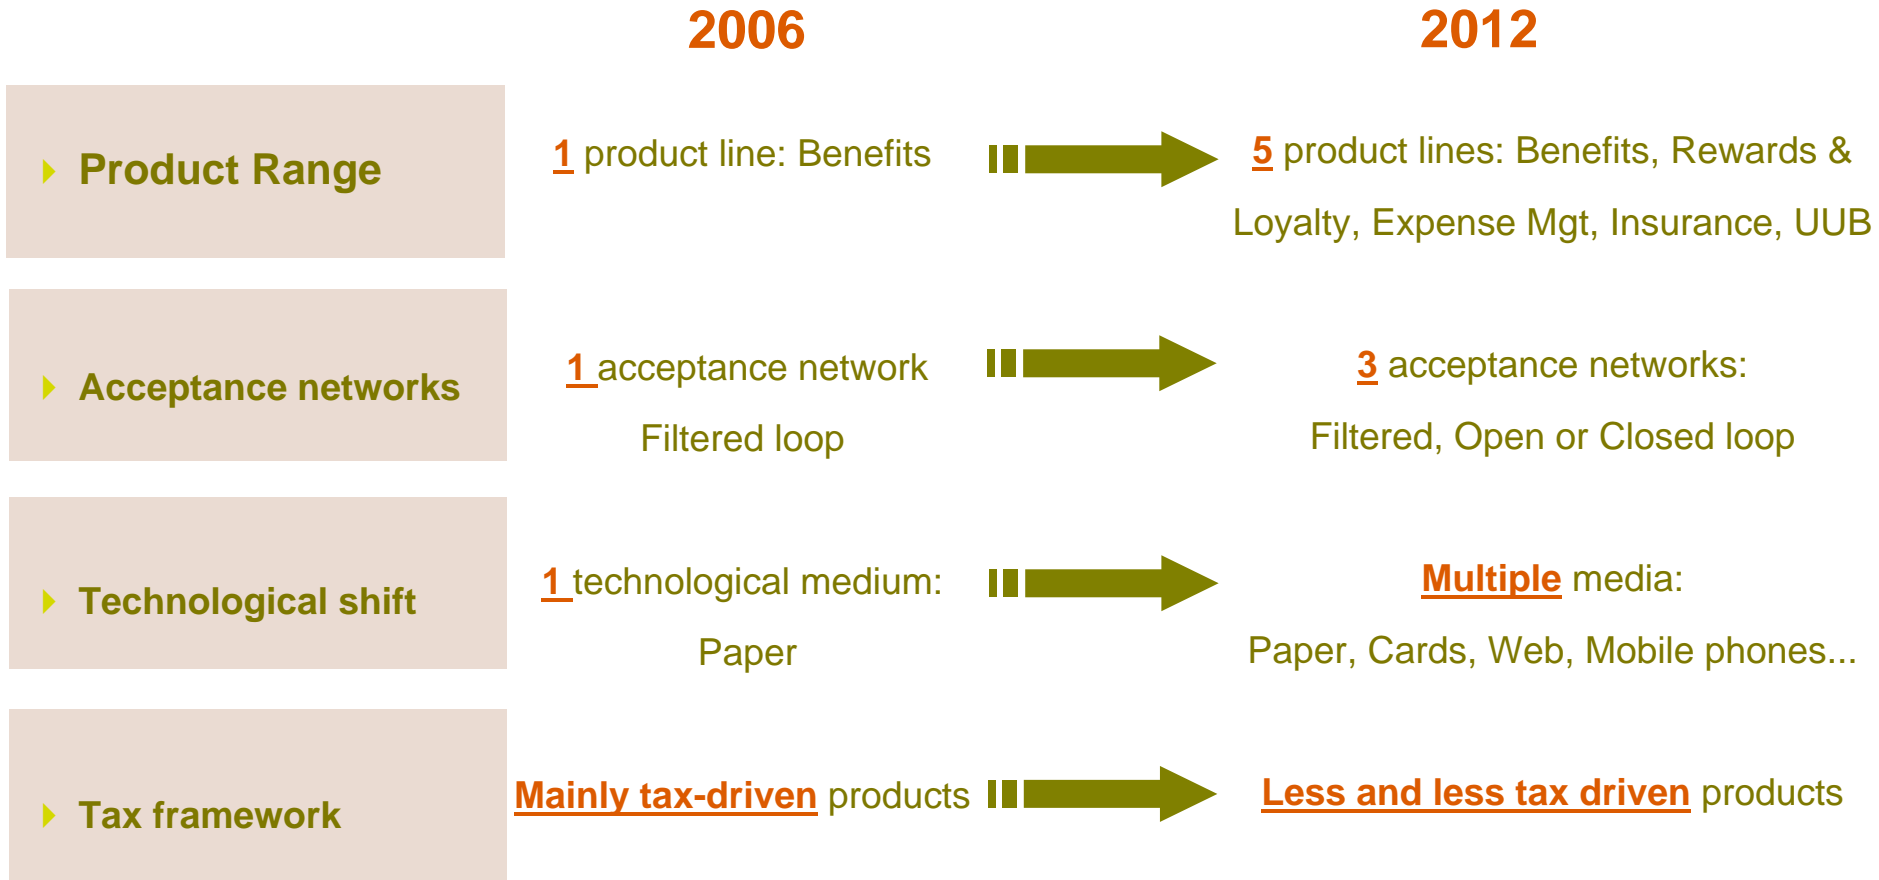 2006
2012
Product Range
1 product line: Benefits
5 product lines: Benefits, Rewards &
Loyalty, Expense Mgt, Insurance, UUB
Acceptance networks
1 acceptance network
Filtered loop
3 acceptance networks:
Filtered, Open or Closed loop
Technological shift
1 technological medium:
Paper
Multiple media:
Paper, Cards, Web, Mobile phones...
Tax framework
Mainly tax-driven products
Less and less tax driven products